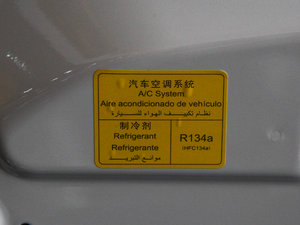 汽车空调系统
A/C System
Aire acondicionado de vehículo
نظام تكييف الهواء للسيارة
制冷剂
Refrigerant
Refrigerante
موائع التبريد
R134a
(HFC134a)